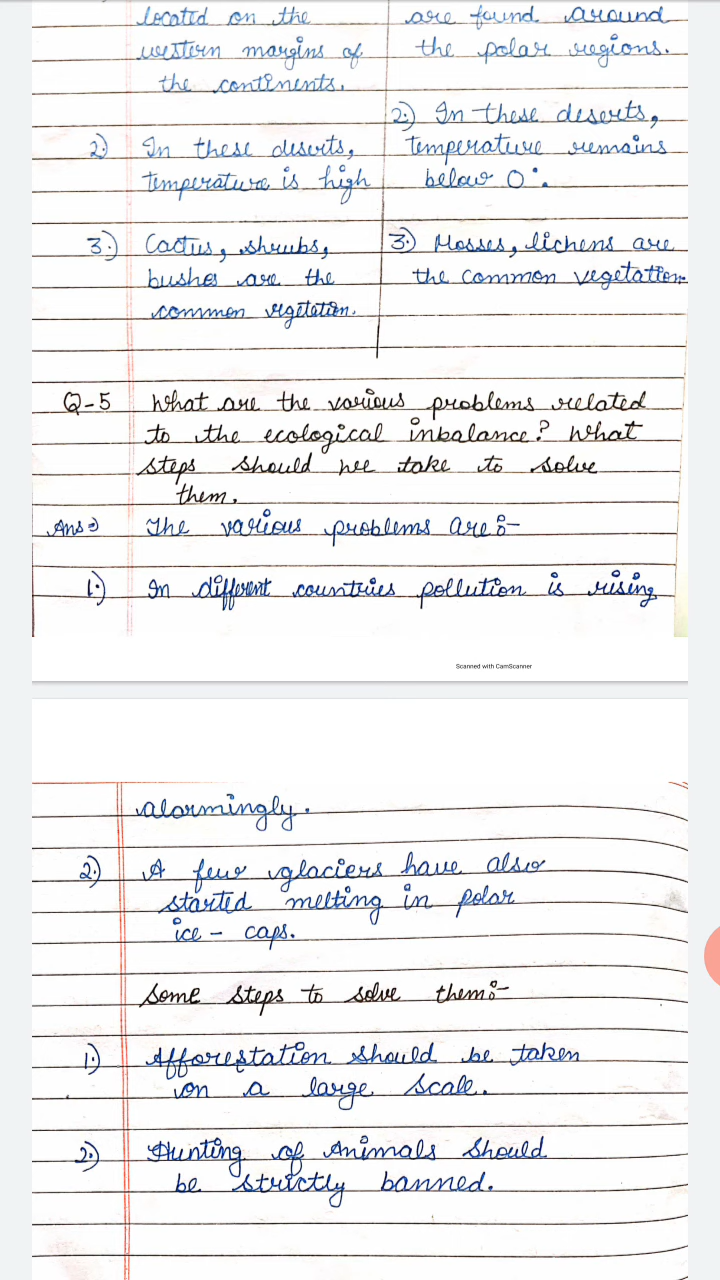 located on the
western margins of
the continents.
2.) In these deserts,
temperature is high
3.) Cactus, shrubs,
bushes are the
common vegetation.
are found around
the polar regions.
2.) In these deserts,
temperature remains
below 0°.
3.) Mosses, lichens are
the common vegetation
Q-5 What are the various problems related
to the ecological inbalance? What
steps should we take to solve
them.
Ans⇒ The various problems are:-
1.) In different countries pollution is rising
Scanned with CamScanner
alormingly.
2.) A few glaciers have also
started melting in polar
ice - caps.
Some steps to solve them:-
1.) Afforestation should be taken
on a large scale.
2.) Hunting of Animals should
be strictly banned.